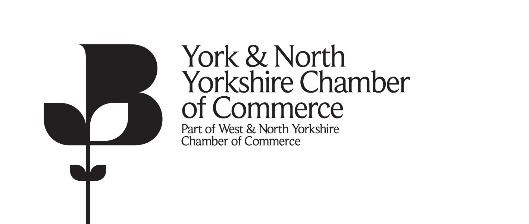 York & North
Yorkshire Chamber
of Commerce
Part of West & North Yorkshire
Chamber of Commerce